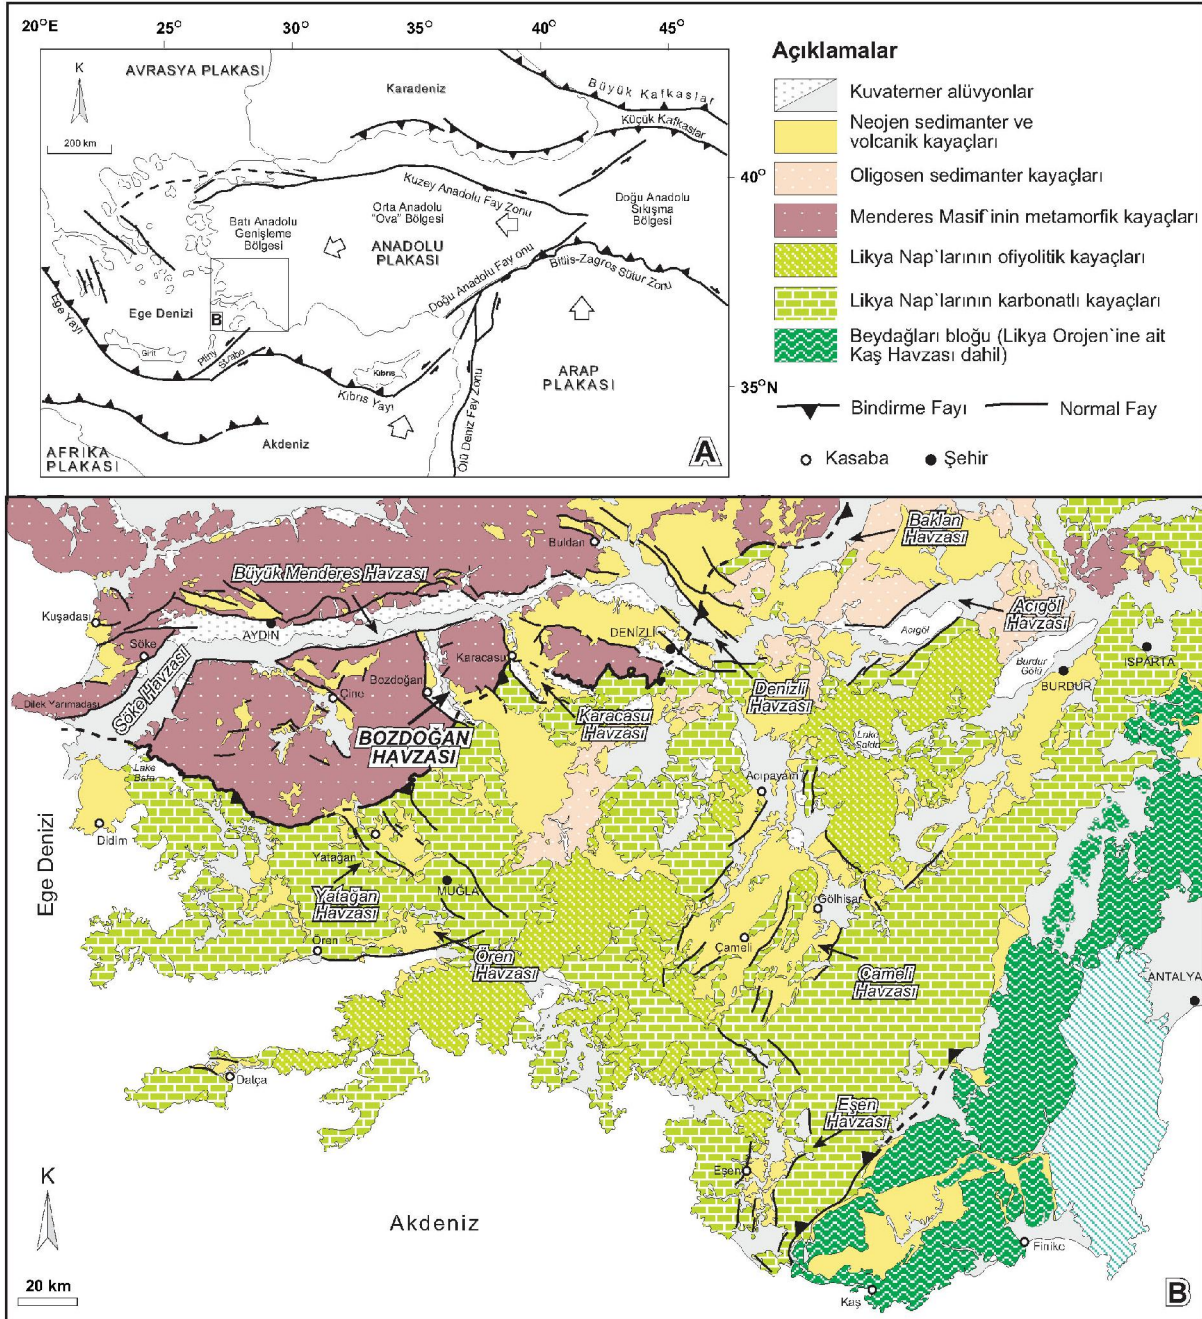 20°E
30°
35°
40°
45°
AVRASYA PLAKASI
Karadeniz
Büyük Kafkaslar
Küçük Kafkaslar
K
200 km
40°
Kuzey Anadolu Fay Zonu
Batı Anadolu
Genişleme
Bölgesi
Orta Anadolu
"Ova" Bölgesi
Doğu Anadolu
Sıkışma
Bölgesi
ANADOLU
PLAKASI
Doğu Anadolu Fay onu
Bitlis-Zagros Sütur Zonu
Ege Yayı
Ege Denizi
B
Girit
Pliny
Strabo
Kıbrıs
Kıbrıs Yayı
Ölü Deniz Fay Zonu
ARAP
PLAKASI
35°N
Akdeniz
AFRİKA
PLAKASI
A
Açıklamalar
Kuvaterner alüvyonlar
Neojen sedimanter ve
volcanik kayaçları
Oligosen sedimanter kayaçları
Menderes Masif`inin metamorfik kayaçları
Likya Nap`larının ofiyolitik kayaçları
Likya Nap`larının karbonatlı kayaçları
Beydağları bloğu (Likya Orojen`ine ait
Kaş Havzası dahil)
Bindirme Fayı
Normal Fay
Kasaba
Şehir
Baklan
Havzası
Buldan
Büyük Menderes Havzası
Acıgöl
Havzası
Kuşadası
AYDIN
DENİZLİ
Acıgöl
Söke
Karacasu
ISPARTA
Burdur
Gölü
BURDUR
Söke Havzası
Çine
Bozdoğan
Denizli
Havzası
Dilek Yarımadası
Karacasu
Havzası
BOZDOĞAN
HAVZASI
Lake
Salda
Lake
Bafa
Acıpayam
Didim
Ege Denizi
Yatağan
MUĞLA
Yatağan
Havzası
Gölhisar
Ören
Ören
Havzası
Çameli
Çameli
Havzası
ANTALYA
Datça
Eşen
Havzası
Eşen
K
Akdeniz
Finike
20 km
Kaş
B